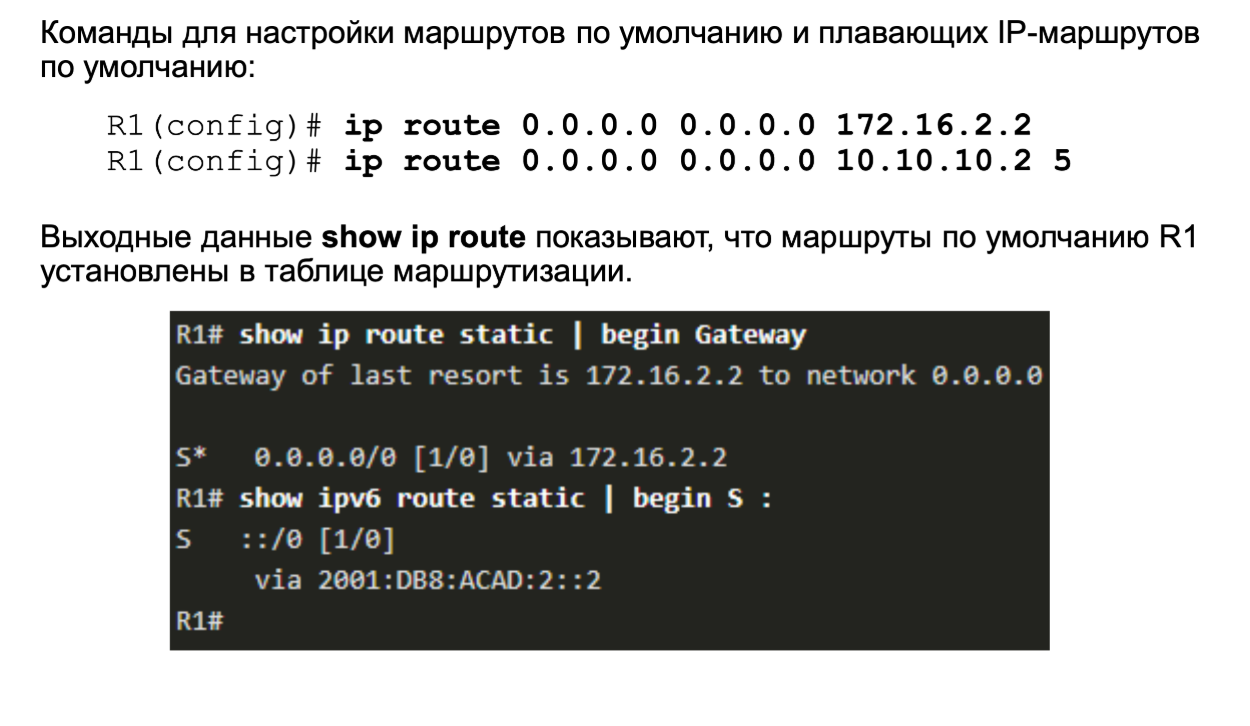 Команды для настройки маршрутов по умолчанию и плавающих IP-маршрутов
по умолчанию:
R1(config)# ip route 0.0.0.0 0.0.0.0 172.16.2.2
R1(config)# ip route 0.0.0.0 0.0.0.0 10.10.10.2 5
Выходные данные show ip route показывают, что маршруты по умолчанию R1
установлены в таблице маршрутизации.
R1# show ip route static | begin Gateway
Gateway of last resort is 172.16.2.2 to network 0.0.0.0
S*   0.0.0.0/0 [1/0] via 172.16.2.2
R1# show ipv6 route static | begin S :
S   ::/0 [1/0]
     via 2001:DB8:ACAD:2::2
R1#